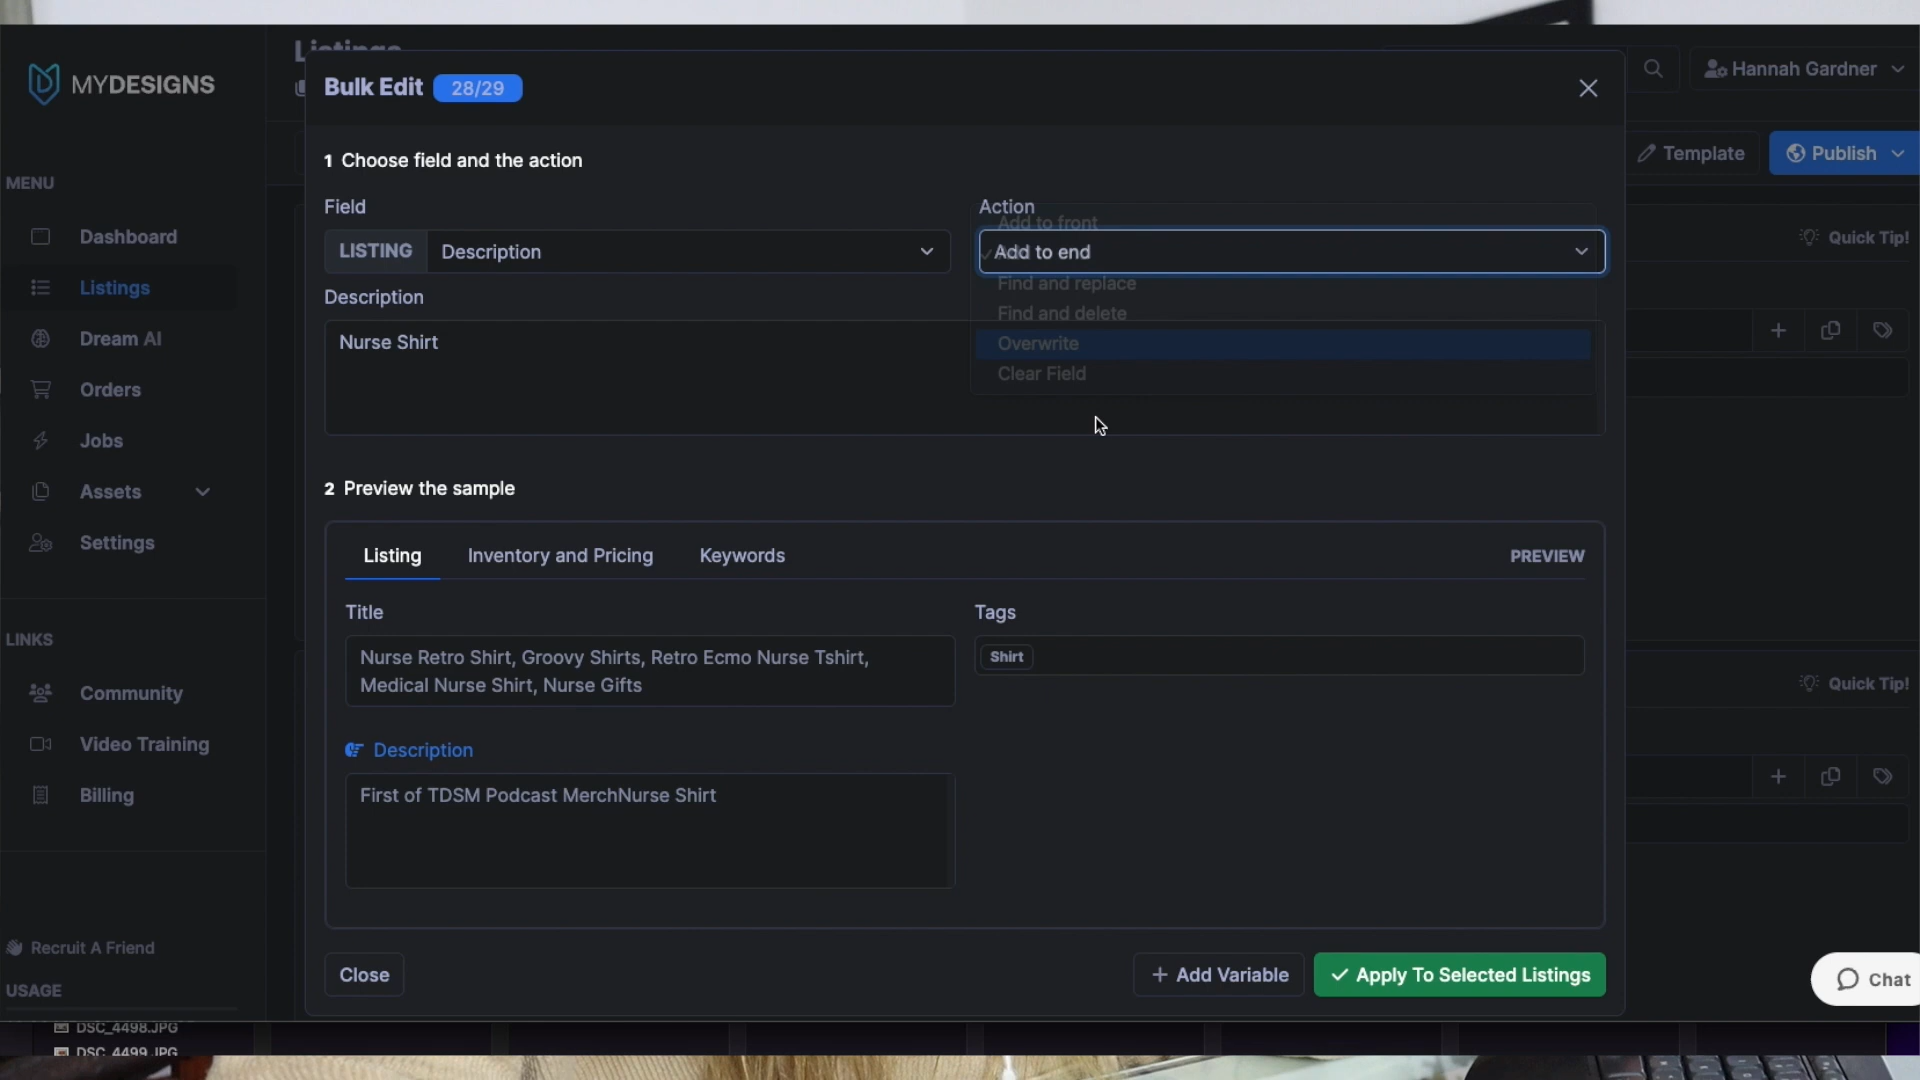 Listings
MYDESIGNS
Bulk Edit 28/29
Hannah Gardner
1 Choose field and the action
Template
Publish
MENU
Field
Action
Add to front
Dashboard
LISTING Description
Add to end
Quick Tip!
Listings
Description
Find and replace
Find and delete
Dream AI
Nurse Shirt
Overwrite
Clear Field
Orders
Jobs
Assets
2 Preview the sample
Settings
Listing Inventory and Pricing Keywords
PREVIEW
LINKS
Title
Tags
Nurse Retro Shirt, Groovy Shirts, Retro Ecmo Nurse Tshirt,
Medical Nurse Shirt, Nurse Gifts
Shirt
Quick Tip!
Community
Video Training
Description
Billing
First of TDSM Podcast MerchNurse Shirt
Recruit A Friend
Close
+ Add Variable
Apply To Selected Listings
Chat
USAGE
DSC_4498.JPG
DSC_4499.JPG